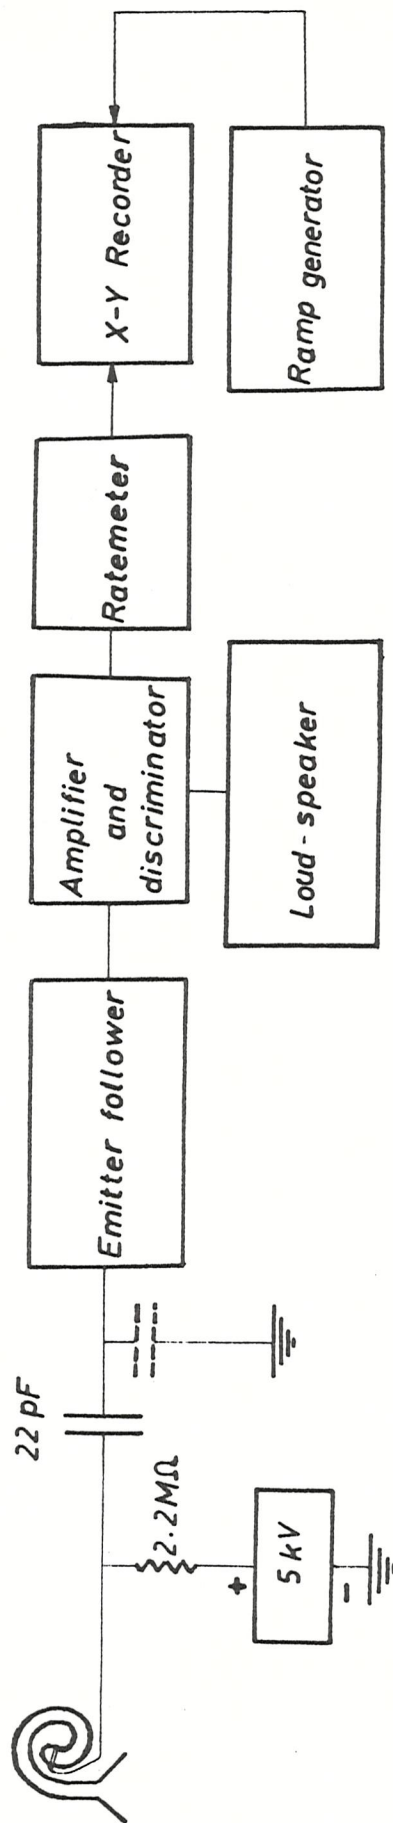 22 pF
2.2MΩ
+
5 kV
-
Emitter follower
Amplifier
and
discriminator
Loud-speaker
Ratemeter
X-Y Recorder
Ramp generator